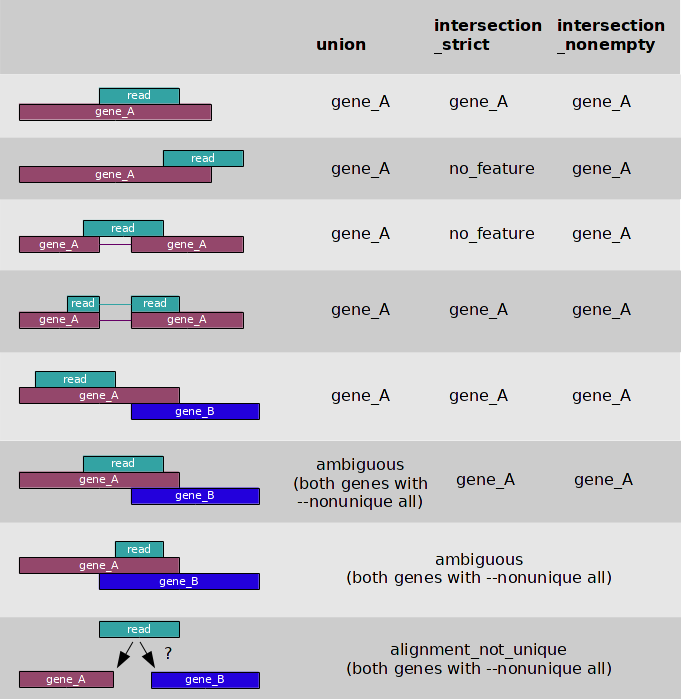 union
intersection
_strict
intersection
_nonempty
read
gene_A
gene_A
gene_A
gene_A
read
gene_A
gene_A
no_feature
gene_A
read
gene_A
gene_A
gene_A
no_feature
gene_A
read
read
gene_A
gene_A
gene_A
gene_A
gene_A
read
gene_A
gene_B
gene_A
gene_A
gene_A
read
gene_A
gene_B
ambiguous
(both genes with
--nonunique all)
gene_A
gene_A
read
gene_A
gene_B
ambiguous
(both genes with --nonunique all)
read
?
gene_A
gene_B
alignment_not_unique
(both genes with --nonunique all)